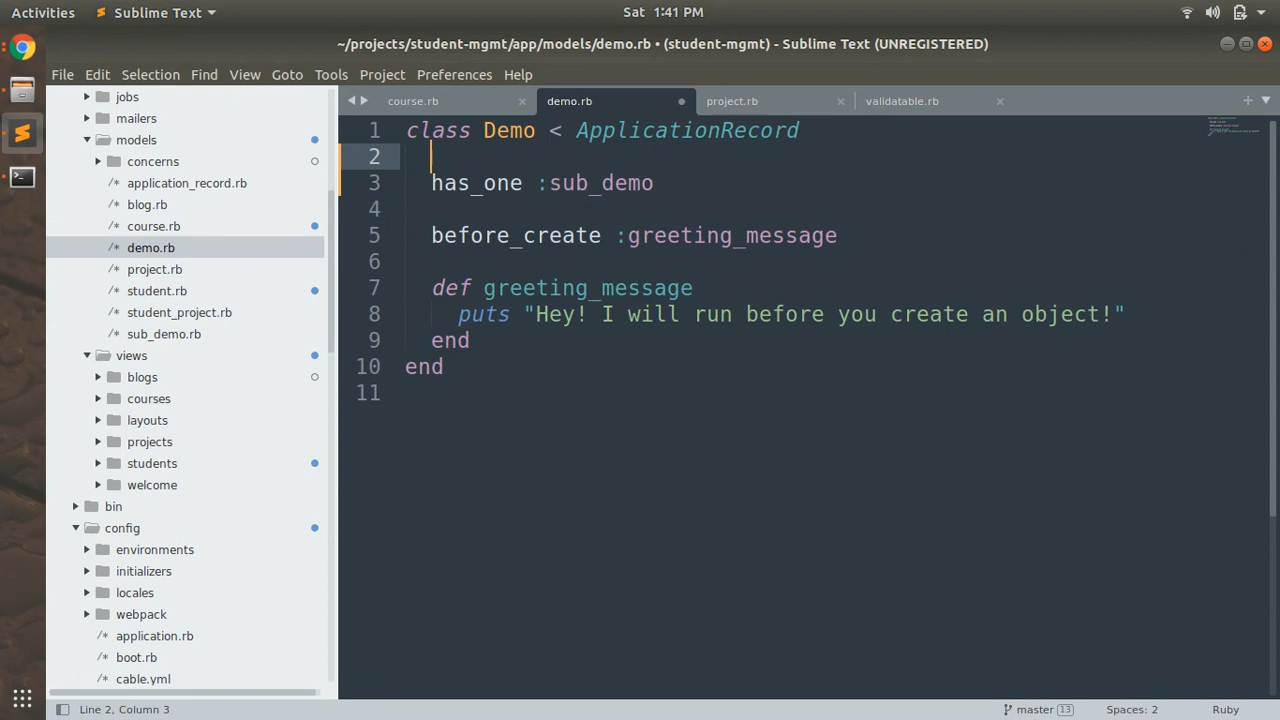 Activities
Sublime Text
Sat 1:41 PM
~/projects/student-mgmt/app/models/demo.rb • (student-mgmt) - Sublime Text (UNREGISTERED)
File Edit Selection Find View Goto Tools Project Preferences Help
jobs
mailers
models
concerns
/* application_record.rb
/* blog.rb
/* course.rb
/* demo.rb
/* project.rb
/* student.rb
/* student_project.rb
/* sub_demo.rb
views
blogs
courses
layouts
projects
students
welcome
bin
config
environments
initializers
locales
webpack
/* application.rb
/* boot.rb
/* cable.yml
course.rb × demo.rb project.rb × validatable.rb ×
1 class Demo < ApplicationRecord
2
3 has_one :sub_demo
4
5 before_create :greeting_message
6
7 def greeting_message
8 puts "Hey! I will run before you create an object!"
9 end
10 end
11
Line 2, Column 3
master 13
Spaces: 2
Ruby